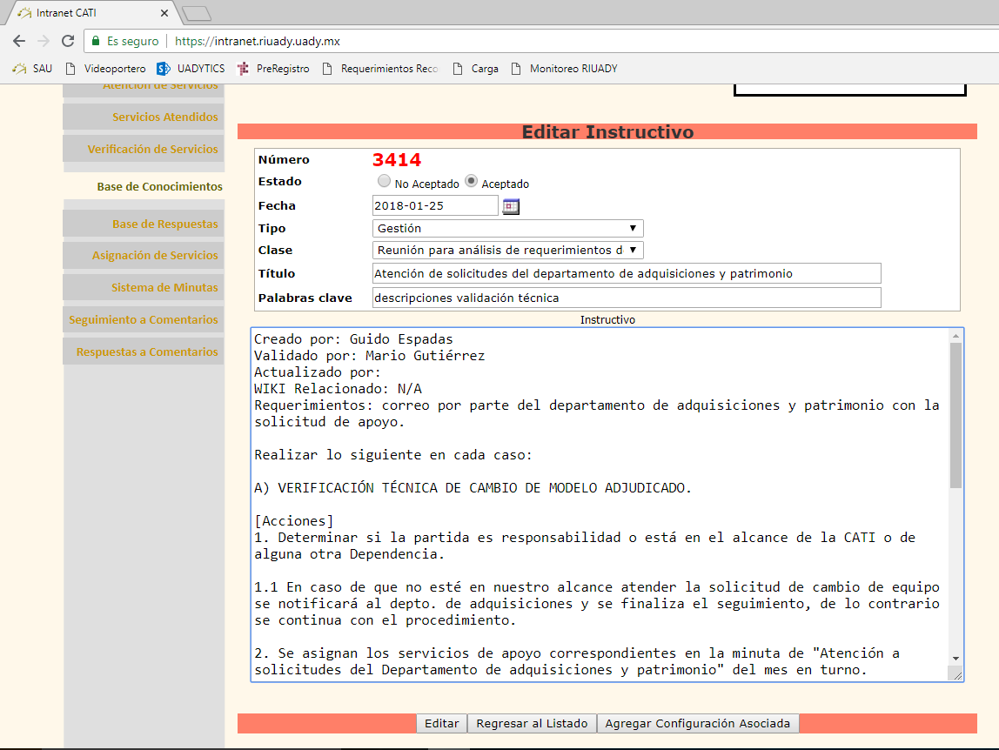 Intranet CATI
Es seguro https://intranet.riuady.uady.mx
SAU Videoportero UADYTICS PreRegistro Requerimientos Reco Carga Monitoreo RIUADY
Atención de Servicios
Servicios Atendidos
Verificación de Servicios
Base de Conocimientos
Base de Respuestas
Asignación de Servicios
Sistema de Minutas
Seguimiento a Comentarios
Respuestas a Comentarios
Editar Instructivo
Número 3414
Estado No Aceptado Aceptado
Fecha 2018-01-25
Tipo Gestión
Clase Reunión para análisis de requerimientos d
Título Atención de solicitudes del departamento de adquisiciones y patrimonio
Palabras clave descripciones validación técnica
Instructivo
Creado por: Guido Espadas
Validado por: Mario Gutiérrez
Actualizado por:
WIKI Relacionado: N/A
Requerimientos: correo por parte del departamento de adquisiciones y patrimonio con la
solicitud de apoyo.
Realizar lo siguiente en cada caso:
A) VERIFICACIÓN TÉCNICA DE CAMBIO DE MODELO ADJUDICADO.
[Acciones]
1. Determinar si la partida es responsabilidad o está en el alcance de la CATI o de
alguna otra Dependencia.
1.1 En caso de que no esté en nuestro alcance atender la solicitud de cambio de equipo
se notificará al depto. de adquisiciones y se finaliza el seguimiento, de lo contrario
se continua con el procedimiento.
2. Se asignan los servicios de apoyo correspondientes en la minuta de "Atención a
solicitudes del Departamento de adquisiciones y patrimonio" del mes en turno.
Editar Regresar al Listado Agregar Configuración Asociada